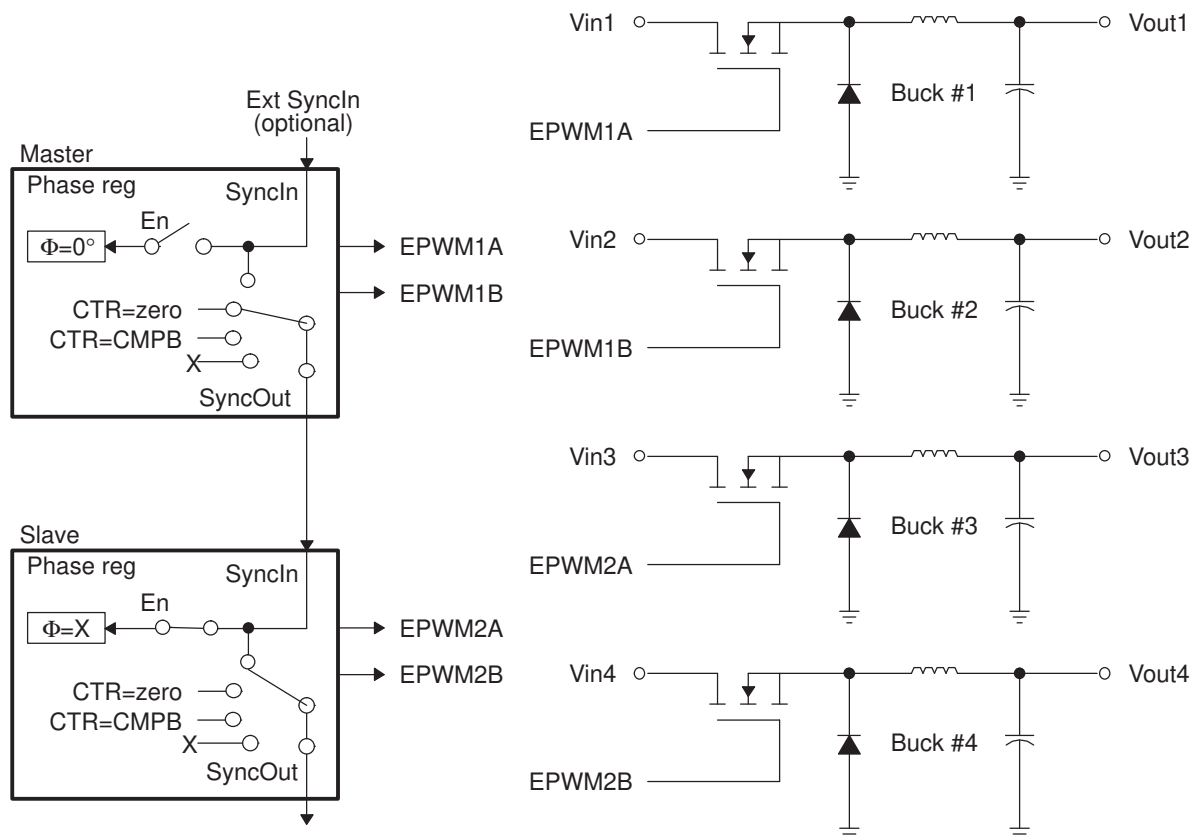 Ext SyncIn
(optional)
Master
Phase reg
SyncIn
En
Φ=0°
EPWM1A
EPWM1B
CTR=zero
CTR=CMPB
X
SyncOut
Slave
Phase reg
SyncIn
En
Φ=X
EPWM2A
EPWM2B
CTR=zero
CTR=CMPB
X
SyncOut
Vin1
Vout1
Buck #1
EPWM1A
Vin2
Vout2
Buck #2
EPWM1B
Vin3
Vout3
Buck #3
EPWM2A
Vin4
Vout4
Buck #4
EPWM2B